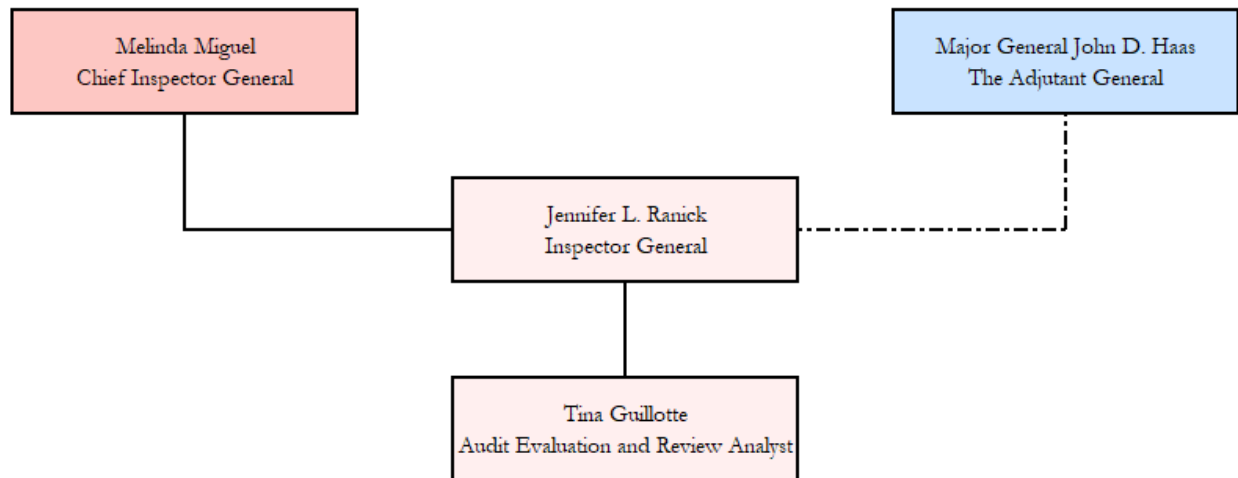 Melinda Miguel
Chief Inspector General
Major General John D. Haas
The Adjutant General
Jennifer L. Ranick
Inspector General
Tina Guillotte
Audit Evaluation and Review Analyst